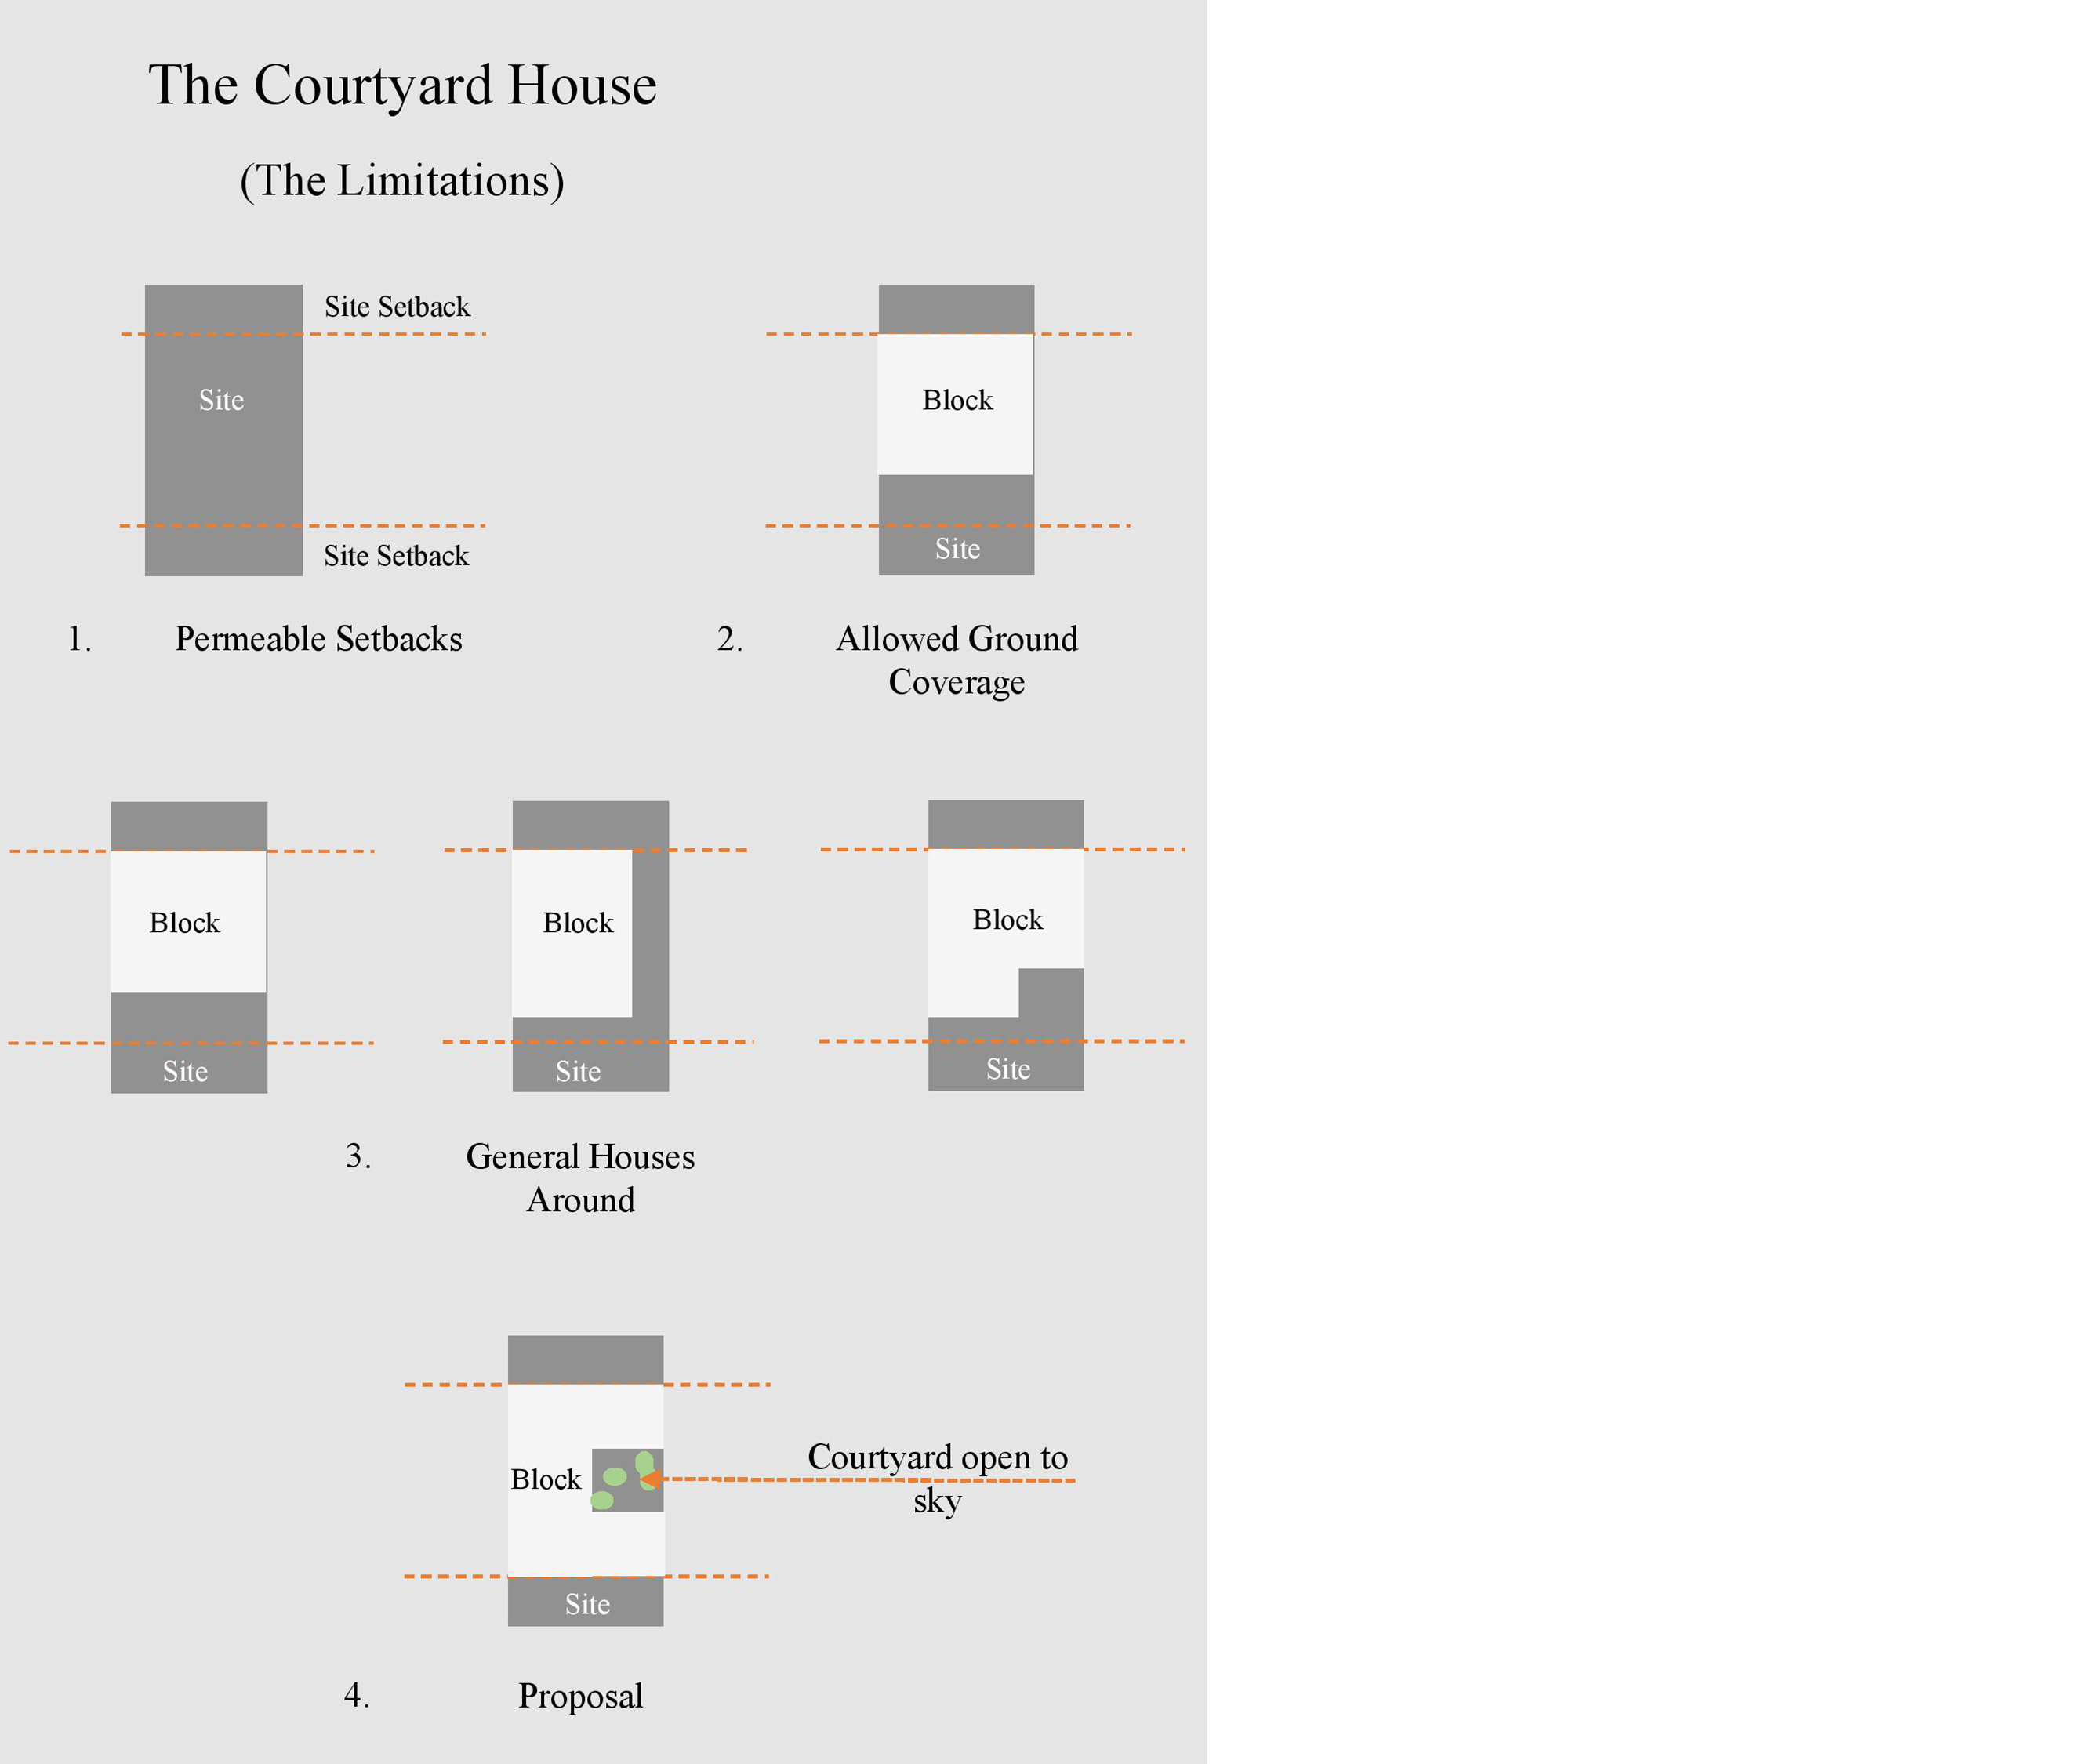 The Courtyard House
(The Limitations)
Site Setback
Site
Site Setback
Block
Site
1. Permeable Setbacks
2. Allowed Ground
Coverage
Block
Site
Block
Site
Block
Site
3. General Houses
Around
Block
Courtyard open to
sky
Site
4. Proposal